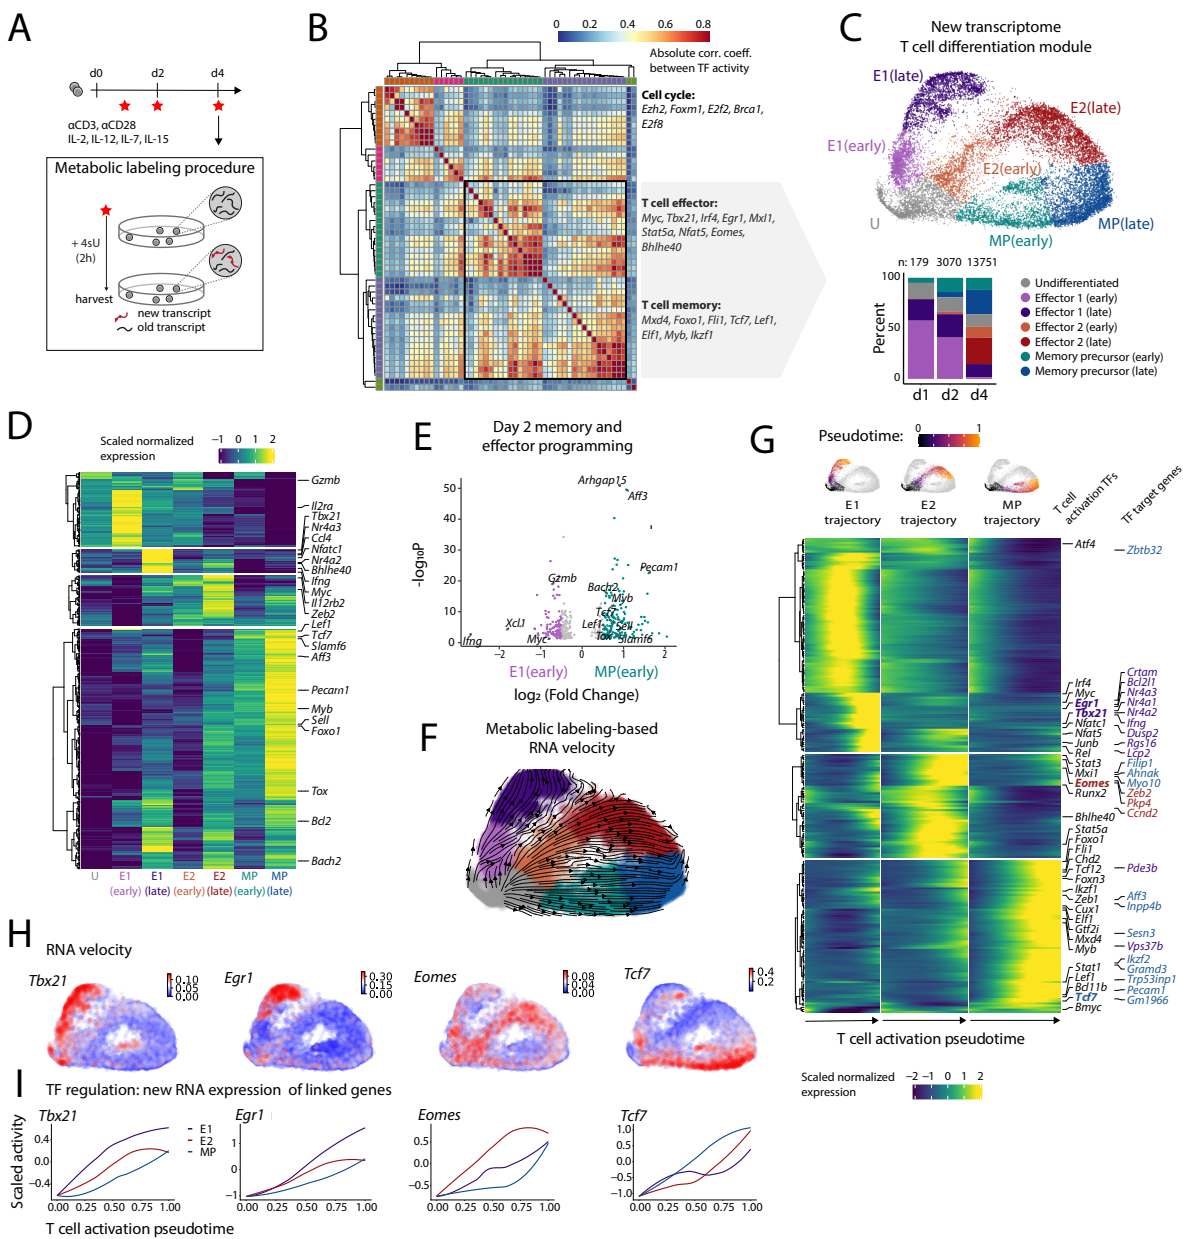 A
d0
d2
d4
αCD3, αCD28
IL-2, IL-12, IL-7, IL-15
Metabolic labeling procedure
+ 4sU
(2h)
harvest
new transcript
old transcript
B
0
0.2
0.4
0.6
0.8
Absolute corr. coeff.
between TF activity
Cell cycle:
Ezh2, Foxm1, E2f2, Brca1,
E2f8
T cell effector:
Myc, Tbx21, Irf4, Egr1, Mxl1,
Stat5a, Nfat5, Eomes,
Bhlhe40
T cell memory:
Mxd4, Foxo1, Fli1, Tcf7, Lef1,
Elf1, Myb, Ikzf1
C
New transcriptome
T cell differentiation module
E1(late)
E2(late)
E1(early)
E2(early)
U
MP(early)
MP(late)
n: 179 3070 13751
100
50
0
Percent
d1 d2 d4
Undifferentiated
Effector 1 (early)
Effector 1 (late)
Effector 2 (early)
Effector 2 (late)
Memory precursor (early)
Memory precursor (late)
D
Scaled normalized
expression
−1 0 1 2
Gzmb
Il2ra
Tbx21
Nr4a3
Ccl4
Nfatc1
Nr4a2
Bhlhe40
Ifng
Myc
Il12rb2
Zeb2
Lef1
Tcf7
Slamf6
Aff3
Pecam1
Myb
Sell
Foxo1
Tox
Bcl2
Bach2
U E1 E1 E2 E2 MP MP
(early) (late) (early) (late) (early) (late)
E
Day 2 memory and
effector programming
-log₁₀P
50
40
30
20
10
0
Arhgap15
Aff3
Pecam1
Gzmb
Bach2
Myb
Tcf7
Xcl1
Lef1
Sell
Ifng
Myc
Tox
Slamf6
−2 −1 0 1 2
E1(early) MP(early)
log₂ (Fold Change)
F
Metabolic labeling-based
RNA velocity
G
Pseudotime:
0 1
E1
trajectory
E2
trajectory
MP
trajectory
T cell
activation TFs
TF target genes
Atf4
Irf4
Myc
Egr1
Tbx21
Nfatc1
Nfat5
Junb
Rel
Stat3
Mxi1
Eomes
Runx2
Bhlhe40
Stat5a
Foxo1
Fli1
Chd2
Tcf12
Foxn3
Ikzf1
Zeb1
Cux1
Elf1
Gtf2i
Mxd4
Myb
Stat1
Lef1
Bcl11b
Tcf7
Bmyc
Zbtb32
Crtam
Bcl2l1
Nr4a3
Nr4a1
Nr4a2
Ifng
Dusp2
Rgs16
Lcp2
Filip1
Ahnak
Myo10
Zeb2
Pkp4
Ccnd2
Pde3b
Aff3
Inpp4b
Sesn3
Vps37b
Ikzf2
Gramd3
Trp53inp1
Pecam1
Gm1966
T cell activation pseudotime
Scaled normalized
expression
−2 −1 0 1 2
H
RNA velocity
Tbx21
0.10
0.05
0.00
Egr1
0.30
0.15
0.00
Eomes
0.08
0.04
0.00
Tcf7
0.4
0.2
I
TF regulation: new RNA expression of linked genes
Scaled activity
Tbx21
0.4
0.0
−0.4
E1
E2
MP
0.00 0.25 0.50 0.75 1.00
Egr1
1
0
−1
0.00 0.25 0.50 0.75 1.00
Eomes
0.5
0.0
−0.5
0.00 0.25 0.50 0.75 1.00
Tcf7
1.0
0.5
0.0
−0.5
−1.0
0.00 0.25 0.50 0.75 1.00
T cell activation pseudotime